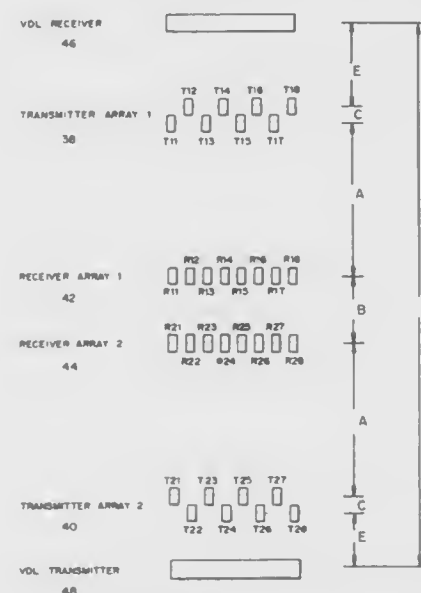 VDL RECEIVER
46
E
T12 T14 T16 T18
TRANSMITTER ARRAY 1
C
38
T11 T13 T15 T17
A
R12 R14 R16 R18
RECEIVER ARRAY 1
R11 R13 R15 R17
42
B
R21 R23 R25 R27
RECEIVER ARRAY 2
R22 R24 R26 R28
44
A
T21 T23 T25 T27
TRANSMITTER ARRAY 2
C
T22 T24 T26 T28
40
E
VDL TRANSMITTER
48